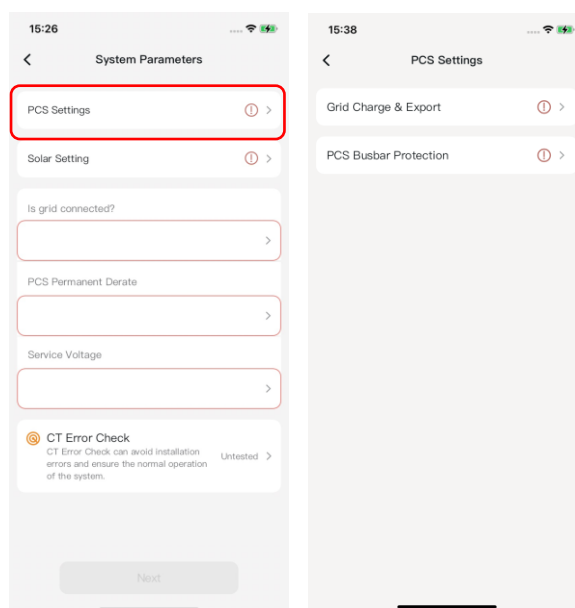 15:26
System Parameters
PCS Settings
Solar Setting
Is grid connected?
PCS Permanent Derate
Service Voltage
CT Error Check
CT Error Check can avoid installation
errors and ensure the normal operation
of the system.
Untested
Next
15:38
PCS Settings
Grid Charge & Export
PCS Busbar Protection